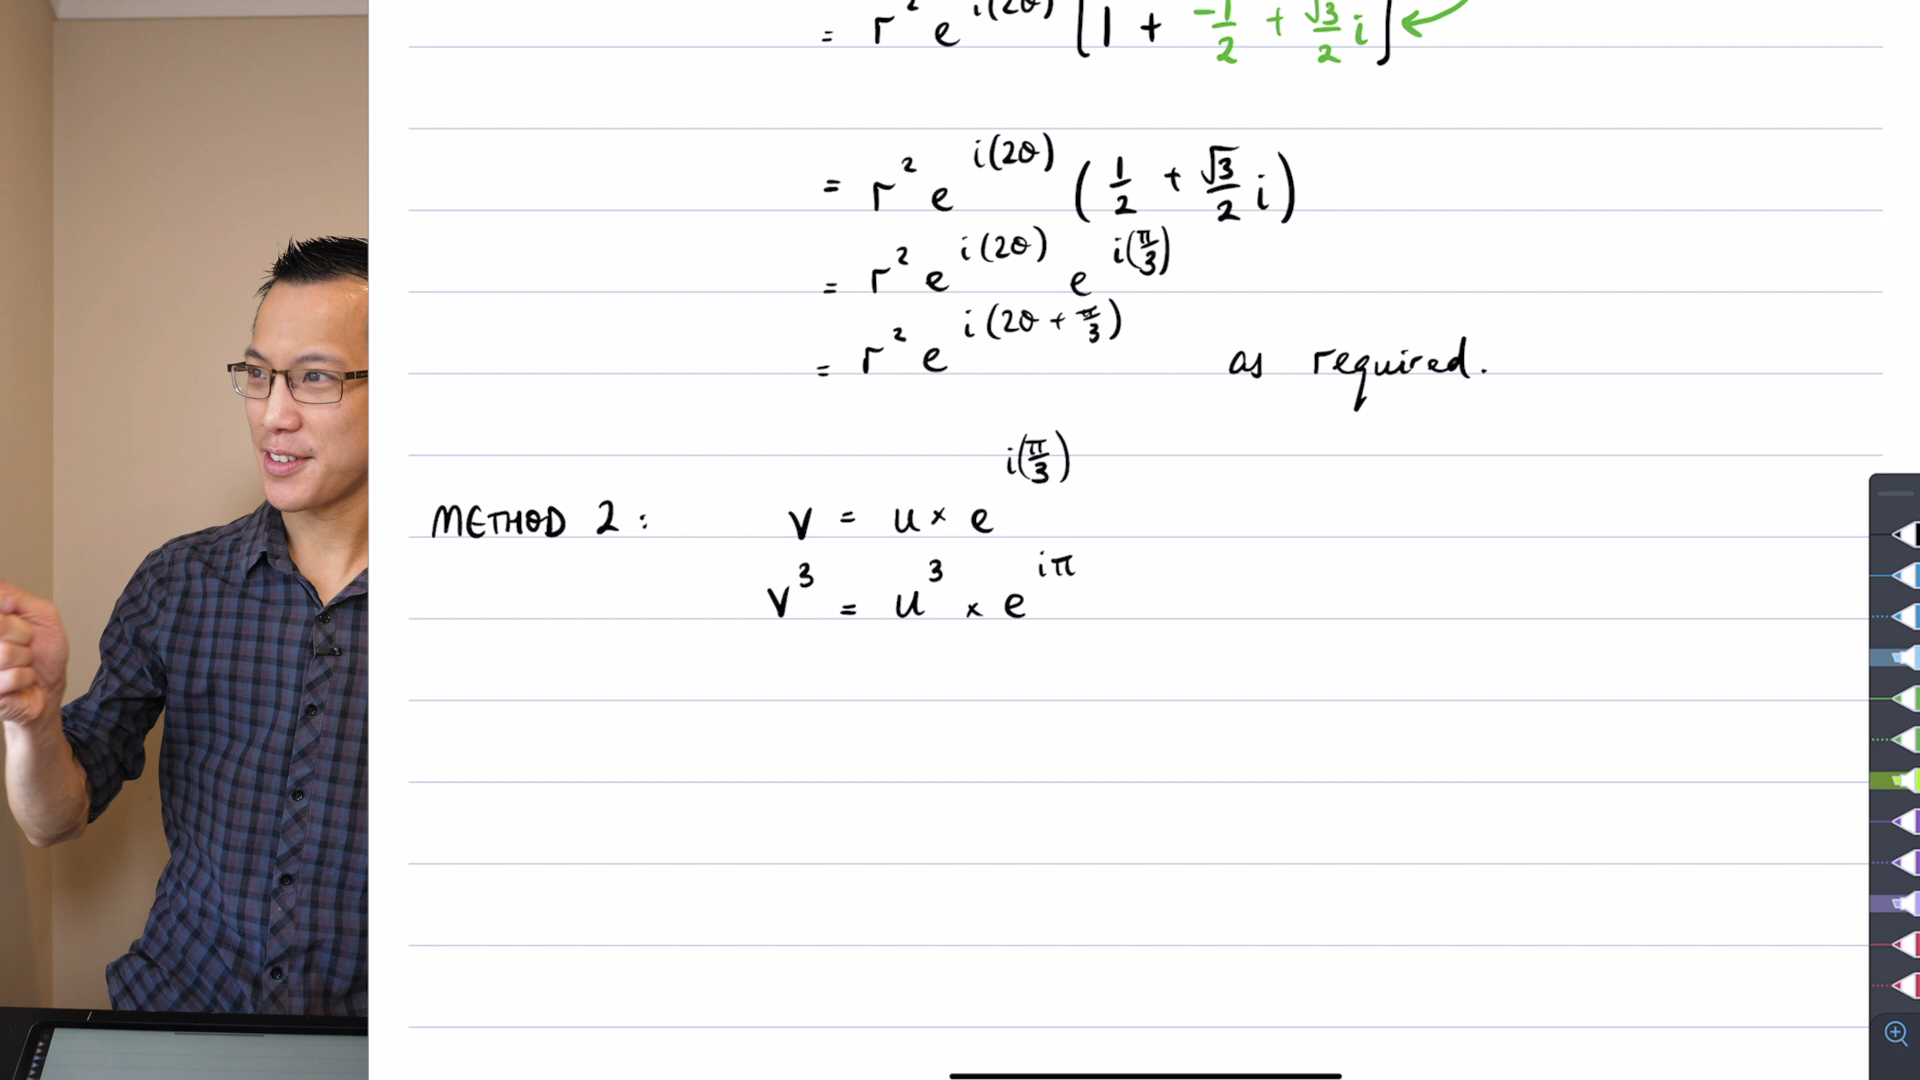 = r² e^{i(2θ)} [1 + -1/2 + √3/2 i]
= r² e^{i(2θ)} (1/2 + √3/2 i)
= r² e^{i(2θ)} e^{i(π/3)}
= r² e^{i(2θ + π/3)} as required.
METHOD 2: v = u × e^{i(π/3)}
v³ = u³ × e^{iπ}